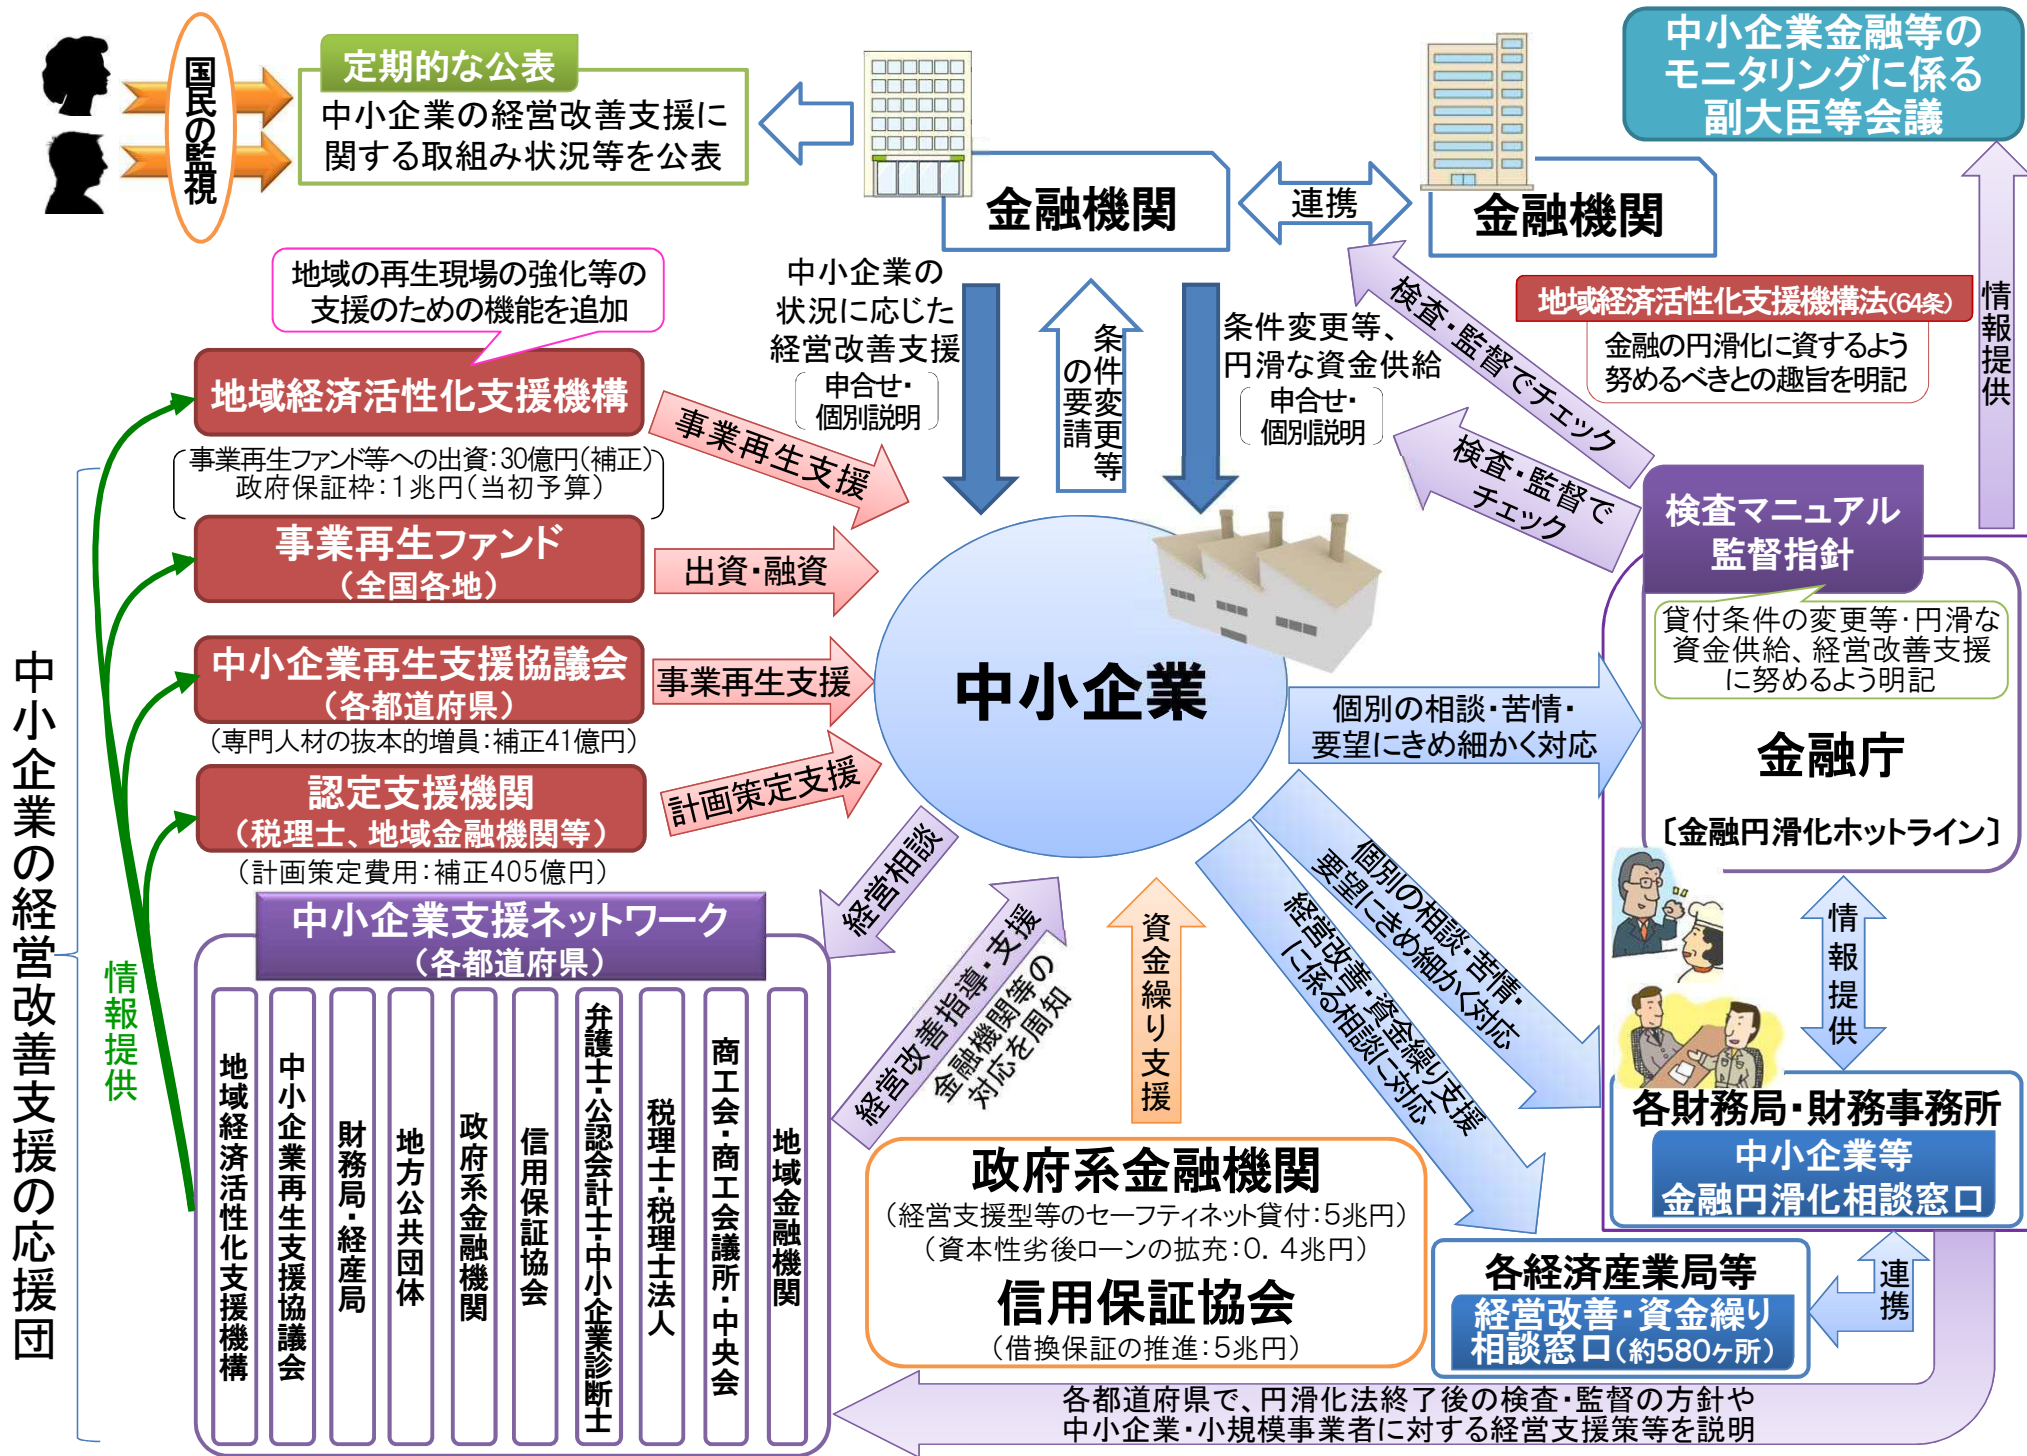 国民の監視
定期的な公表
中小企業の経営改善支援に
関する取組み状況等を公表
金融機関
連携
金融機関
中小企業金融等の
モニタリングに係る
副大臣等会議
情報提供
地域の再生現場の強化等の
支援のための機能を追加
中小企業の
状況に応じた
経営改善支援
申合せ・
個別説明
条件変更等
の要請
条件変更等、
円滑な資金供給
申合せ・
個別説明
検査・監督でチェック
検査・監督で
チェック
地域経済活性化支援機構法(64条)
金融の円滑化に資するよう
努めるべきとの趣旨を明記
地域経済活性化支援機構
事業再生ファンド等への出資:30億円(補正)
政府保証枠:1兆円(当初予算)
事業再生支援
事業再生ファンド
(全国各地)
出資・融資
中小企業再生支援協議会
(各都道府県)
(専門人材の抜本的増員:補正41億円)
事業再生支援
認定支援機関
(税理士、地域金融機関等)
(計画策定費用:補正405億円)
計画策定支援
中小企業
検査マニュアル
監督指針
貸付条件の変更等・円滑な
資金供給、経営改善支援
に努めるよう明記
金融庁
〔金融円滑化ホットライン〕
個別の相談・苦情・
要望にきめ細かく対応
個別の相談・苦情・
要望にきめ細かく対応
経営改善・資金繰り支援
に係る相談に対応
情報提供
各財務局・財務事務所
中小企業等
金融円滑化相談窓口
連携
各経済産業局等
経営改善・資金繰り
相談窓口(約580ヶ所)
中小企業の経営改善支援の応援団
情報提供
経営相談
経営改善指導・支援
金融機関等の
対応を周知
資金繰り支援
中小企業支援ネットワーク
(各都道府県)
地域経済活性化支援機構
中小企業再生支援協議会
財務局・経産局
地方公共団体
政府系金融機関
信用保証協会
弁護士・公認会計士・中小企業診断士
税理士・税理士法人
商工会・商工会議所・中央会
地域金融機関
政府系金融機関
(経営支援型等のセーフティネット貸付:5兆円)
(資本性劣後ローンの拡充:0.4兆円)
信用保証協会
(借換保証の推進:5兆円)
各都道府県で、円滑化法終了後の検査・監督の方針や
中小企業・小規模事業者に対する経営支援策等を説明